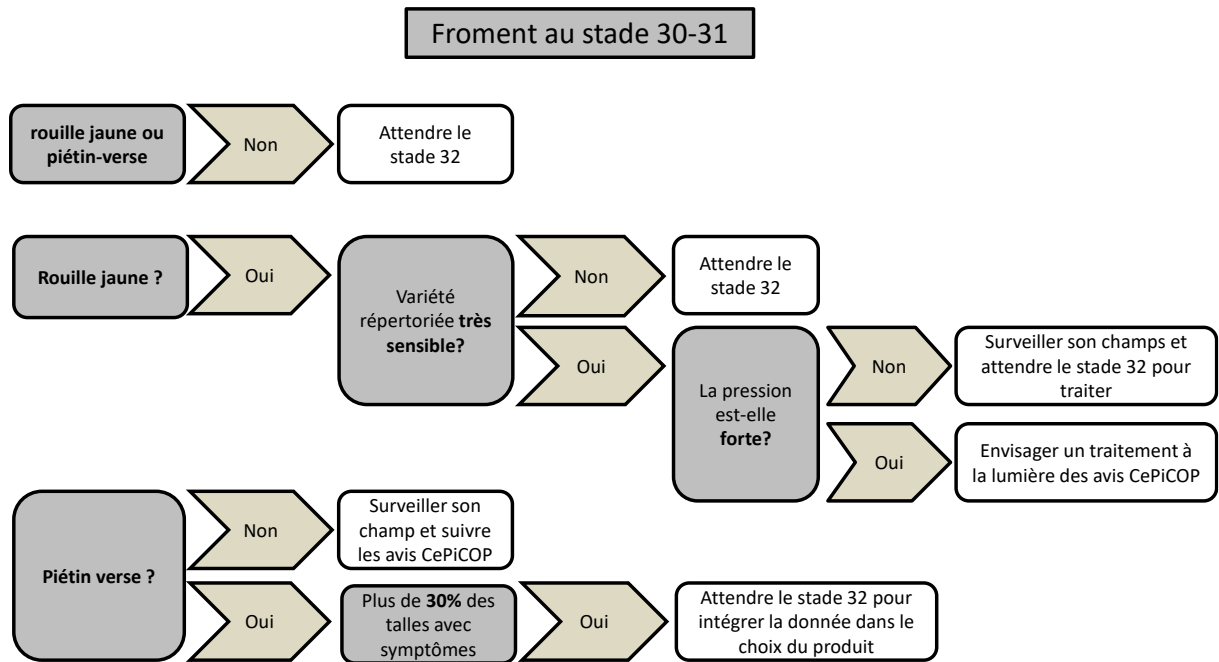 Froment au stade 30-31
rouille jaune ou
piétin-verse
Non
Attendre le
stade 32
Rouille jaune ?
Oui
Variété
répertoriée très
sensible?
Non
Attendre le
stade 32
Oui
La pression
est-elle
forte?
Non
Surveiller son champs et
attendre le stade 32 pour
traiter
Oui
Envisager un traitement à
la lumière des avis CePiCOP
Piétin verse ?
Non
Surveiller son
champ et suivre
les avis CePiCOP
Oui
Plus de 30% des
talles avec
symptômes
Oui
Attendre le stade 32 pour
intégrer la donnée dans le
choix du produit